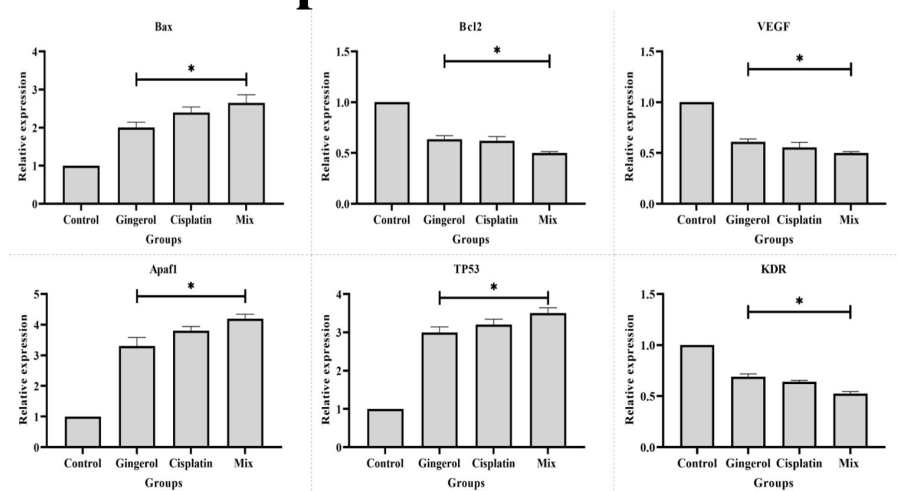 Bax
Relative expression
4
3
2
1
0
*
Control Gingerol Cisplatin Mix
Groups
Bcl2
Relative expression
1.5
1.0
0.5
0.0
*
Control Gingerol Cisplatin Mix
Groups
VEGF
Relative expression
1.5
1.0
0.5
0.0
*
Control Gingerol Cisplatin Mix
Groups
Apaf1
Relative expression
5
4
3
2
1
0
*
Control Gingerol Cisplatin Mix
Groups
TP53
Relative expression
4
3
2
1
0
*
Control Gingerol Cisplatin Mix
Groups
KDR
Relative expression
1.5
1.0
0.5
0.0
*
Control Gingerol Cisplatin Mix
Groups